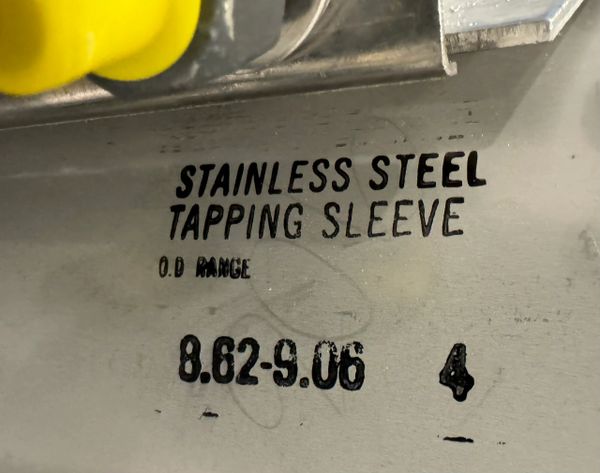 STAINLESS STEEL
TAPPING SLEEVE
O.D RANGE
8.62-9.06 4